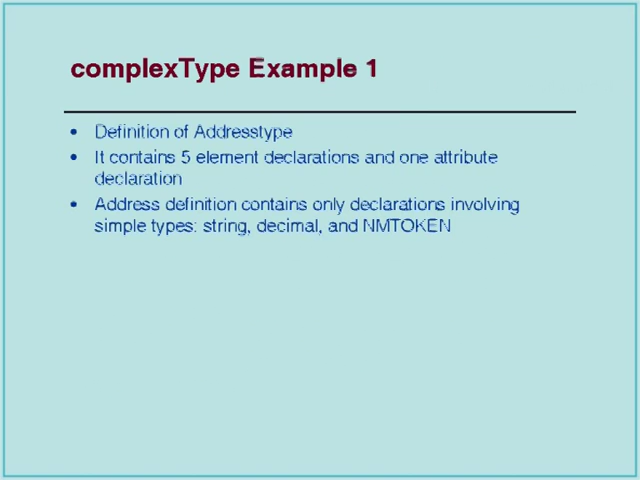 complexType Example 1
• Definition of Addresstype
• It contains 5 element declarations and one attribute
declaration
• Address definition contains only declarations involving
simple types: string, decimal, and NMTOKEN